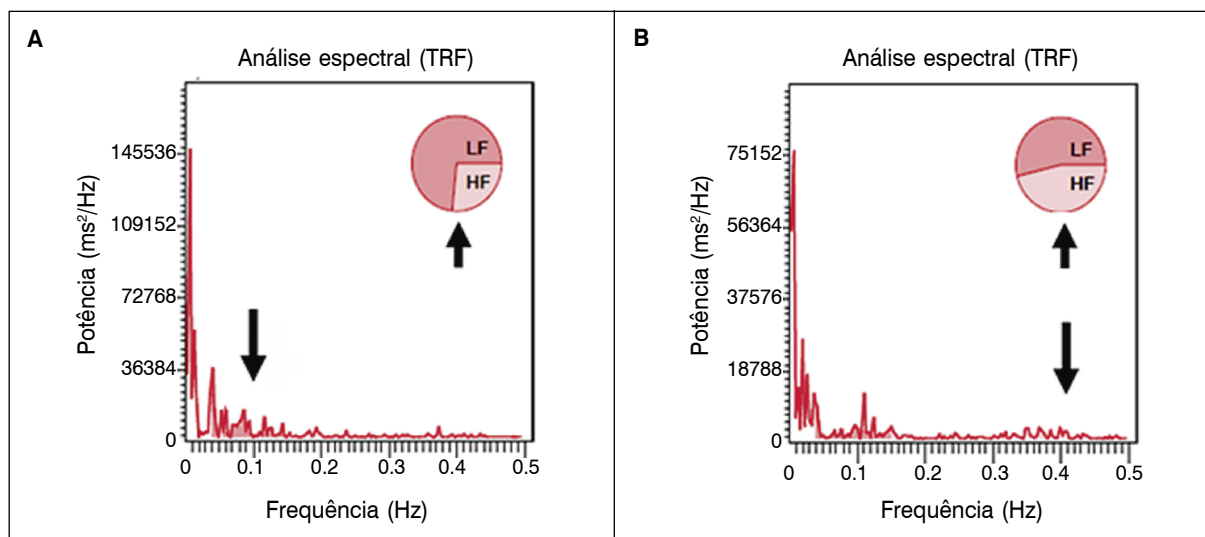 A
Análise espectral (TRF)
Potência (ms²/Hz)
145536
109152
72768
36384
0
LF
HF
0
0.1
0.2
0.3
0.4
0.5
Frequência (Hz)
B
Análise espectral (TRF)
Potência (ms²/Hz)
75152
56364
37576
18788
0
LF
HF
0
0.1
0.2
0.3
0.4
0.5
Frequência (Hz)